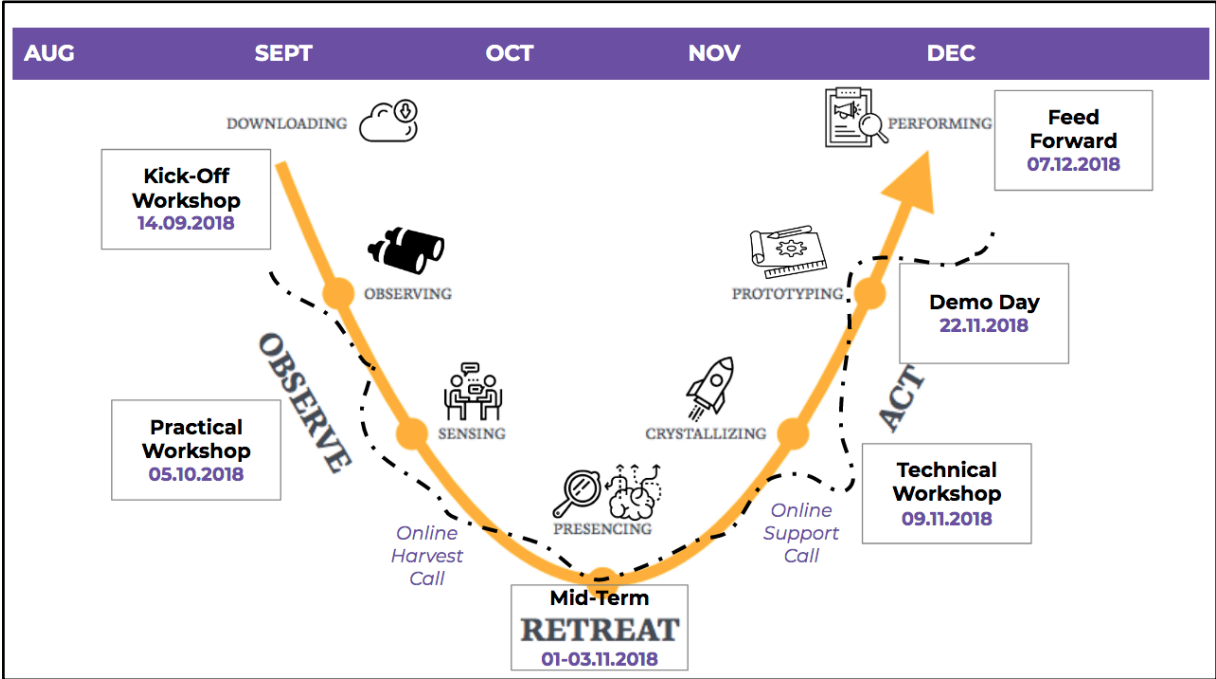 AUG SEPT OCT NOV DEC
DOWNLOADING
PERFORMING
Feed
Forward
07.12.2018
Kick-Off
Workshop
14.09.2018
OBSERVING
PROTOTYPING
Demo Day
22.11.2018
OBSERVE
ACT
Practical
Workshop
05.10.2018
SENSING
CRYSTALLIZING
Technical
Workshop
09.11.2018
PRESENCING
Online
Harvest
Call
Online
Support
Call
Mid-Term
RETREAT
01-03.11.2018